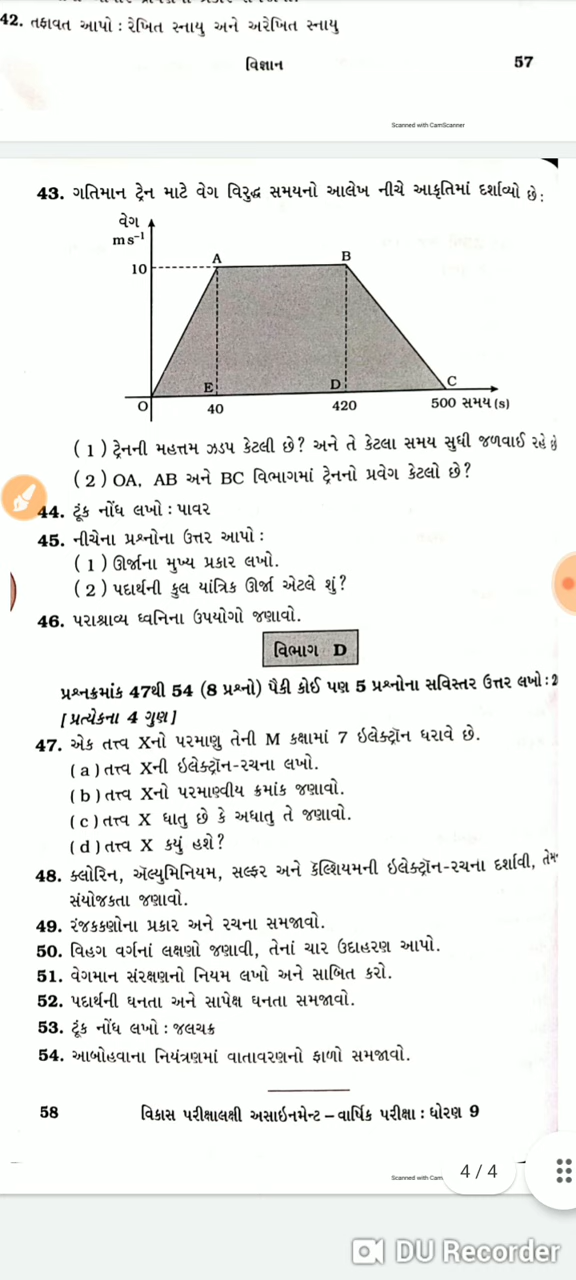 42. તફાવત આપો : રેખિત સ્નાયુ અને અરેખિત સ્નાયુ
વિજ્ઞાન 57
Scanned with CamScanner
43. ગતિમાન ટ્રેન માટે વેગ વિરુદ્ધ સમયનો આલેખ નીચે આકૃતિમાં દર્શાવ્યો છે :
વેગ
m s⁻¹
A B
10
E D C
O 40 420 500 સમય (s)
( 1 ) ટ્રેનની મહત્તમ ઝડપ કેટલી છે? અને તે કેટલા સમય સુધી જળવાઈ રહે છે
( 2 ) OA, AB અને BC વિભાગમાં ટ્રેનનો પ્રવેગ કેટલો છે?
44. ટૂંક નોંધ લખો : પાવર
45. નીચેના પ્રશ્નોના ઉત્તર આપો :
( 1 ) ઊર્જાના મુખ્ય પ્રકાર લખો.
( 2 ) પદાર્થની કુલ યાંત્રિક ઊર્જા એટલે શું?
46. પરાશ્રાવ્ય ધ્વનિના ઉપયોગો જણાવો.
વિભાગ D
પ્રશ્નક્રમાંક 47થી 54 (8 પ્રશ્નો) પૈકી કોઈ પણ 5 પ્રશ્નોના સવિસ્તર ઉત્તર લખો : 2
[પ્રત્યેકના 4 ગુણ]
47. એક તત્ત્વ Xનો પરમાણુ તેની M કક્ષામાં 7 ઇલેક્ટ્રૉન ધરાવે છે.
( a ) તત્ત્વ Xની ઇલેક્ટ્રૉન-રચના લખો.
( b ) તત્ત્વ Xનો પરમાણ્વીય ક્રમાંક જણાવો.
( c ) તત્ત્વ X ધાતુ છે કે અધાતુ તે જણાવો.
( d ) તત્ત્વ X કયું હશે?
48. ક્લોરિન, ઍલ્યુમિનિયમ, સલ્ફર અને કૅલ્શિયમની ઇલેક્ટ્રૉન-રચના દર્શાવી, તેમ
સંયોજકતા જણાવો.
49. રંજકકણોના પ્રકાર અને રચના સમજાવો.
50. વિહગ વર્ગનાં લક્ષણો જણાવી, તેનાં ચાર ઉદાહરણ આપો.
51. વેગમાન સંરક્ષણનો નિયમ લખો અને સાબિત કરો.
52. પદાર્થની ઘનતા અને સાપેક્ષ ઘનતા સમજાવો.
53. ટૂંક નોંધ લખો : જલચક્ર
54. આબોહવાના નિયંત્રણમાં વાતાવરણનો ફાળો સમજાવો.
58 વિકાસ પરીક્ષાલક્ષી અસાઇનમેન્ટ – વાર્ષિક પરીક્ષા : ધોરણ 9
Scanned with Cam 4 / 4
DU Recorder